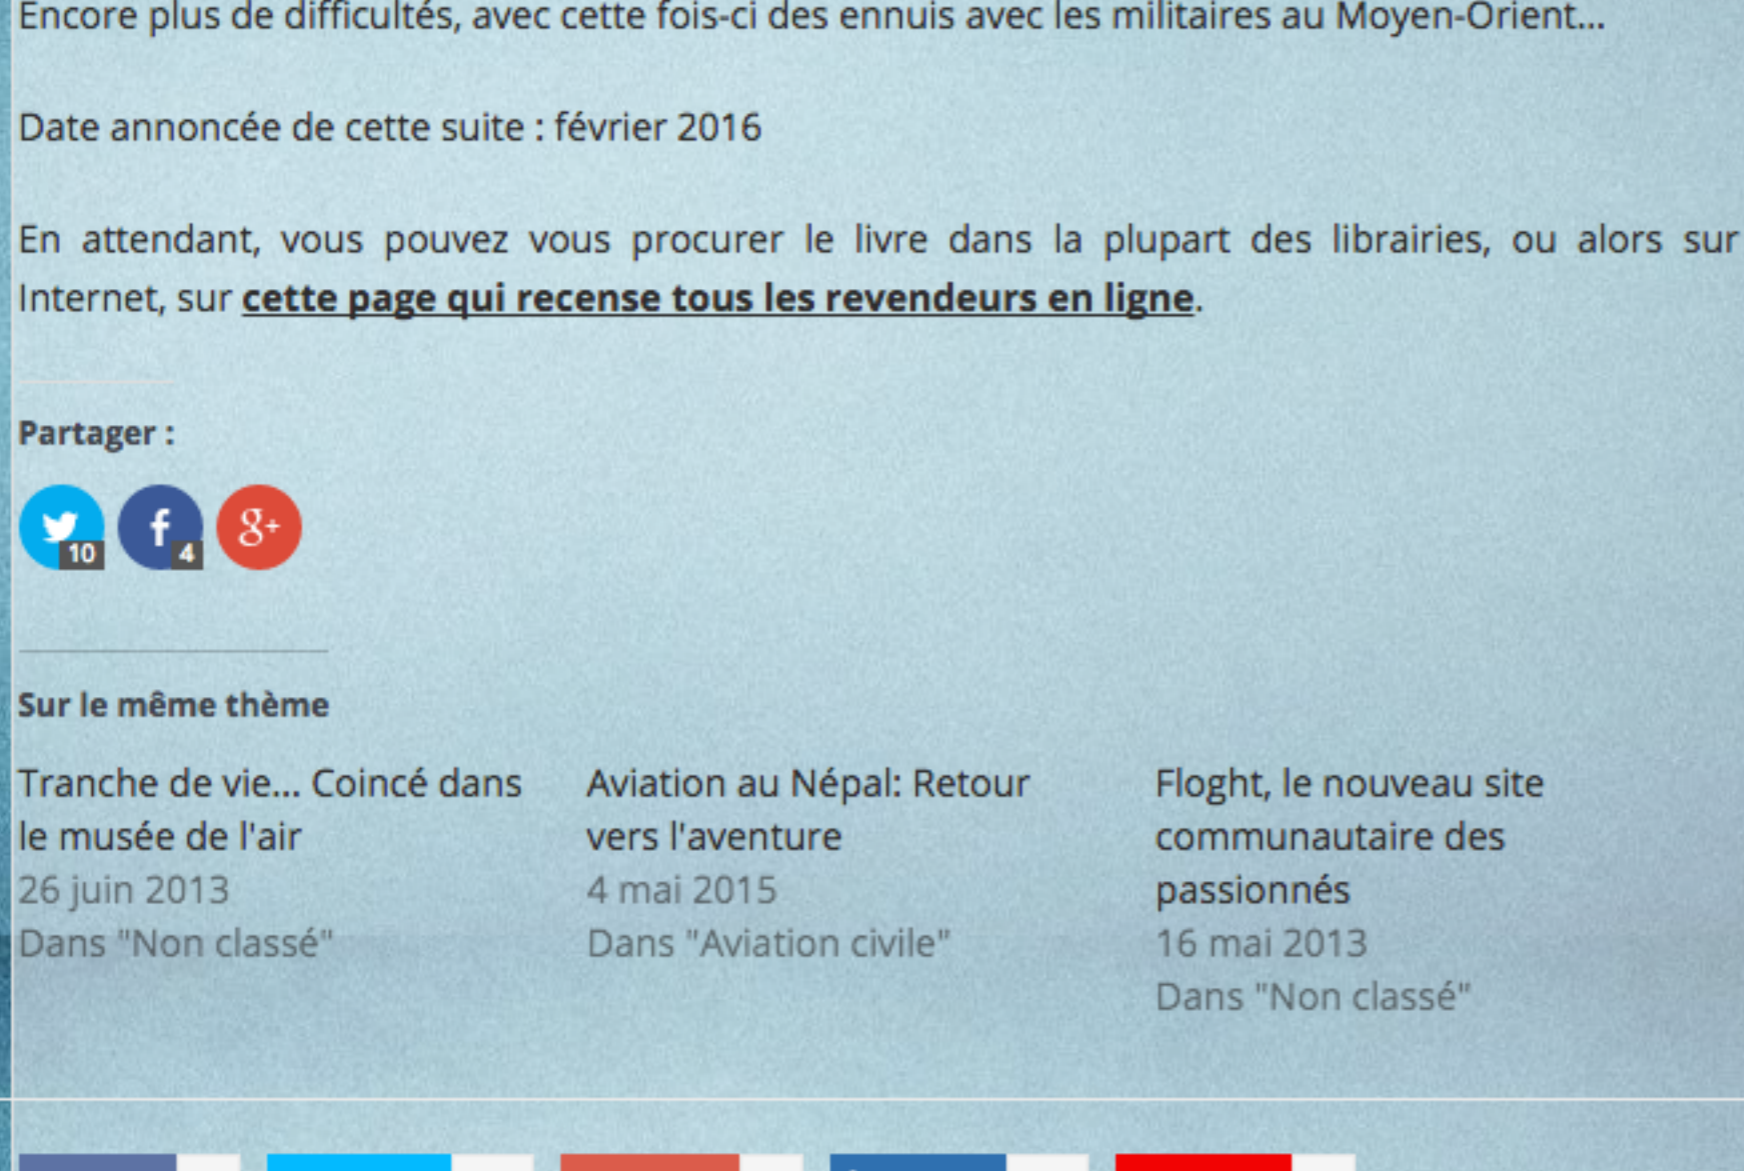 Encore plus de difficultés, avec cette fois-ci des ennuis avec les militaires au Moyen-Orient...
Date annoncée de cette suite : février 2016
En attendant, vous pouvez vous procurer le livre dans la plupart des librairies, ou alors sur
Internet, sur cette page qui recense tous les revendeurs en ligne.
Partager :
10
4
g+
Sur le même thème
Tranche de vie... Coincé dans
le musée de l'air
26 juin 2013
Dans "Non classé"
Aviation au Népal: Retour
vers l'aventure
4 mai 2015
Dans "Aviation civile"
Floght, le nouveau site
communautaire des
passionnés
16 mai 2013
Dans "Non classé"